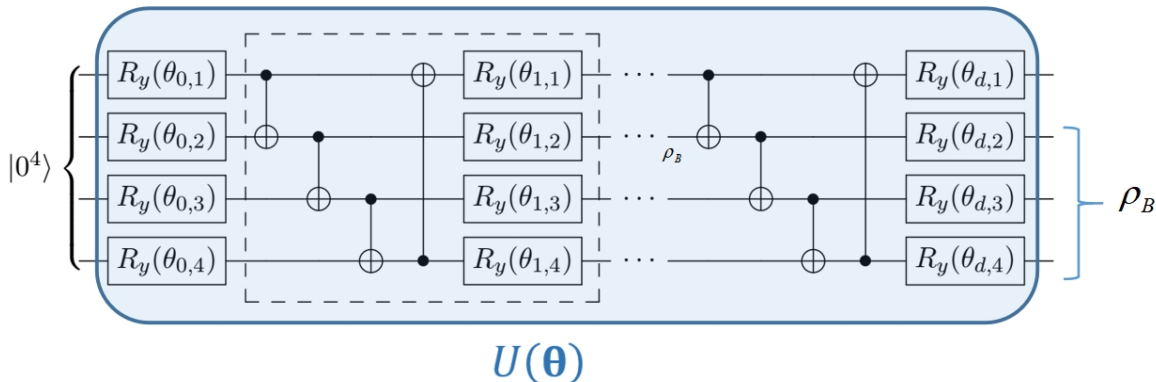 R_y(θ_{0,1}) R_y(θ_{1,1}) ··· R_y(θ_{d,1})
R_y(θ_{0,2}) R_y(θ_{1,2}) ··· R_y(θ_{d,2})
ρ_B
|0^4⟩
R_y(θ_{0,3}) R_y(θ_{1,3}) ··· R_y(θ_{d,3})
ρ_B
R_y(θ_{0,4}) R_y(θ_{1,4}) ··· R_y(θ_{d,4})
U(θ)